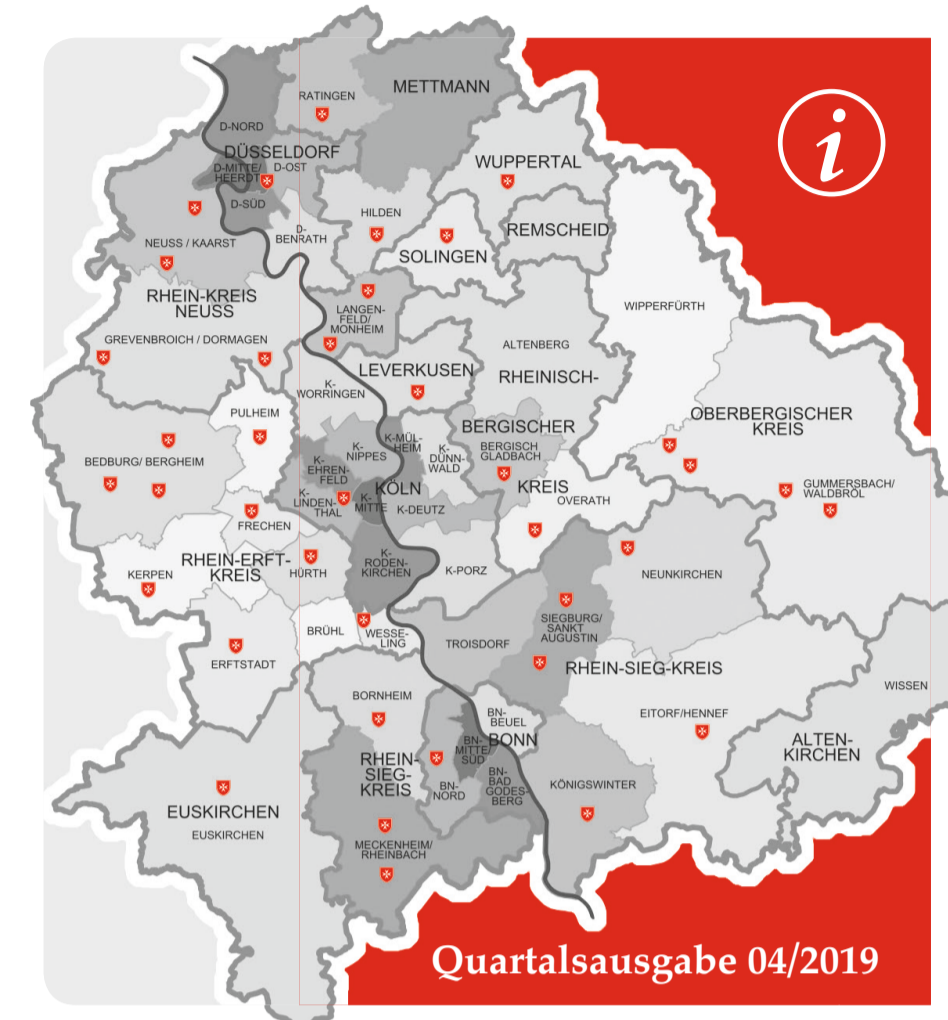 METTMANN
RATINGEN
D-NORD
DÜSSELDORF
D-MITTE/
HEERDT
D-OST
D-SÜD
WUPPERTAL
HILDEN
D-
BENRATH
NEUSS / KAARST
SOLINGEN
REMSCHEID
RHEIN-KREIS
NEUSS
LANGEN-
FELD/
MONHEIM
WIPPERFÜRTH
GREVENBROICH / DORMAGEN
ALTENBERG
LEVERKUSEN
RHEINISCH-
K-
WORRINGEN
PULHEIM
OBERBERGISCHER
KREIS
BERGISCHER
BERGISCH
GLADBACH
K-MÜL-
HEIM
K-
NIPPES
K-
DÜNN-
WALD
BEDBURG/ BERGHEIM
K-
EHREN-
FELD
KÖLN
KREIS
OVERATH
GUMMERSBACH/
WALDBRÖL
K-
LINDEN-
THAL
K-
MITTE
K-DEUTZ
FRECHEN
RHEIN-ERFT-
KREIS
HÜRTH
K-
RODEN-
KIRCHEN
K-PORZ
KERPEN
NEUNKIRCHEN
BRÜHL
WESSE-
LING
TROISDORF
SIEGBURG/
SANKT
AUGUSTIN
ERFTSTADT
RHEIN-SIEG-KREIS
WISSEN
BORNHEIM
BN-
BEUEL
EITORF/HENNEF
BONN
BN-
MITTE/
SÜD
ALTEN-
KIRCHEN
RHEIN-
SIEG-
KREIS
BN-
NORD
BN-
BAD
GODES-
BERG
KÖNIGSWINTER
EUSKIRCHEN
EUSKIRCHEN
MECKENHEIM/
RHEINBACH
i
Quartalsausgabe 04/2019